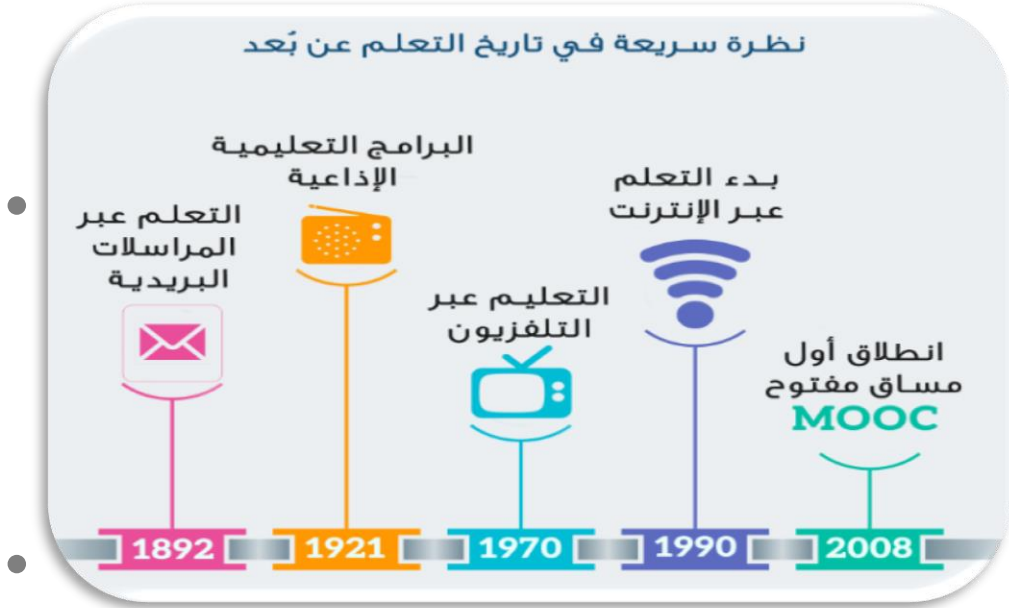 نظرة سريعة في تاريخ التعلم عن بُعد
التعلم عبر
المراسلات
البريدية
1892
البرامج التعليمية
الإذاعية
1921
التعليم عبر
التلفزيون
1970
بدء التعلم
عبر الإنترنت
1990
انطلاق أول
مساق مفتوح
MOOC
2008